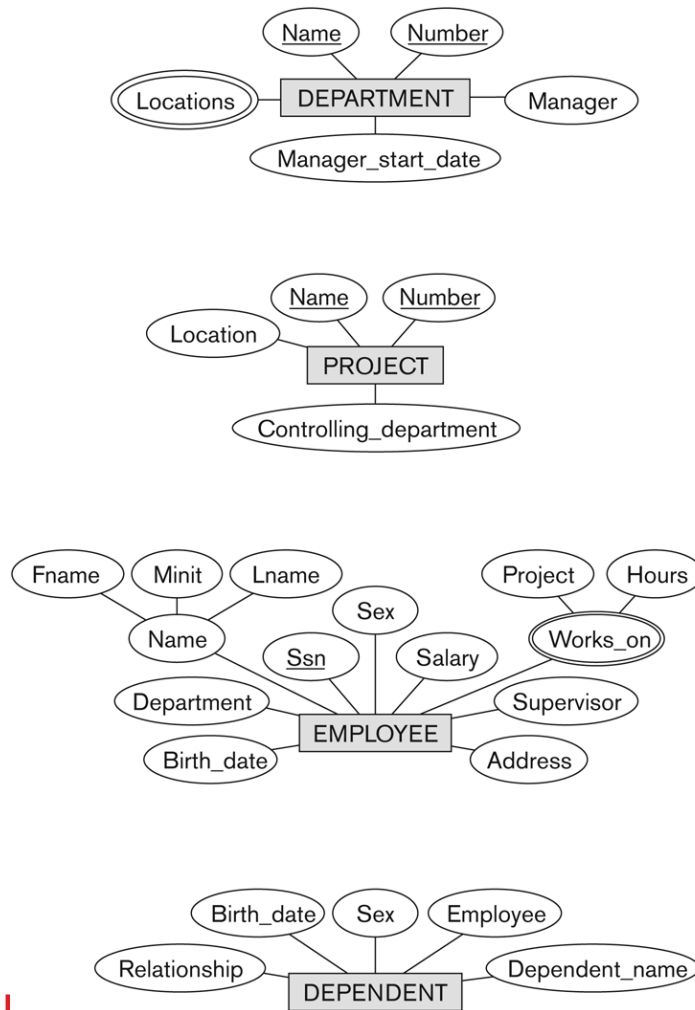 Name Number
Locations DEPARTMENT Manager
Manager_start_date
Name Number
Location
PROJECT
Controlling_department
Fname Minit Lname Project Hours
Sex
Name Works_on
Ssn Salary
Department Supervisor
EMPLOYEE
Birth_date Address
Birth_date Sex Employee
Relationship Dependent_name
DEPENDENT